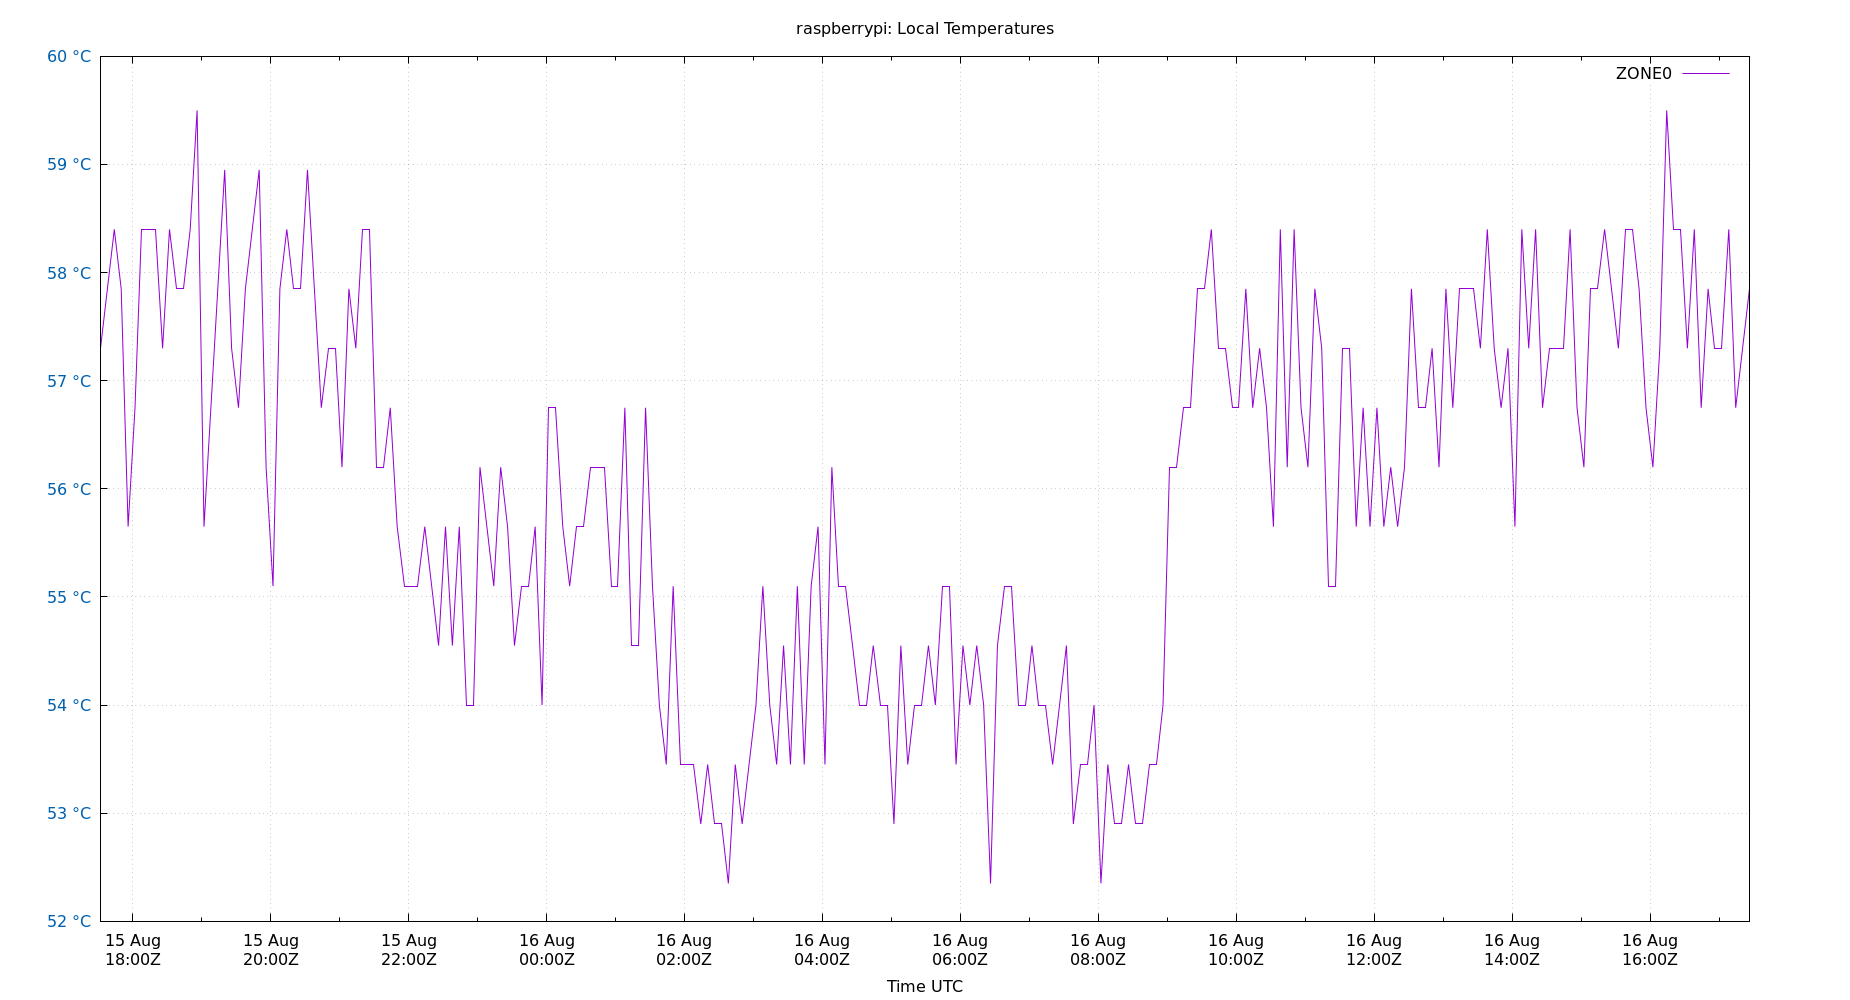 raspberrypi: Local Temperatures
60 °C
ZONE0
59 °C
58 °C
57 °C
56 °C
55 °C
54 °C
53 °C
52 °C
15 Aug 15 Aug 15 Aug 16 Aug 16 Aug 16 Aug 16 Aug 16 Aug 16 Aug 16 Aug 16 Aug 16 Aug
18:00Z 20:00Z 22:00Z 00:00Z 02:00Z 04:00Z 06:00Z 08:00Z 10:00Z 12:00Z 14:00Z 16:00Z
Time UTC